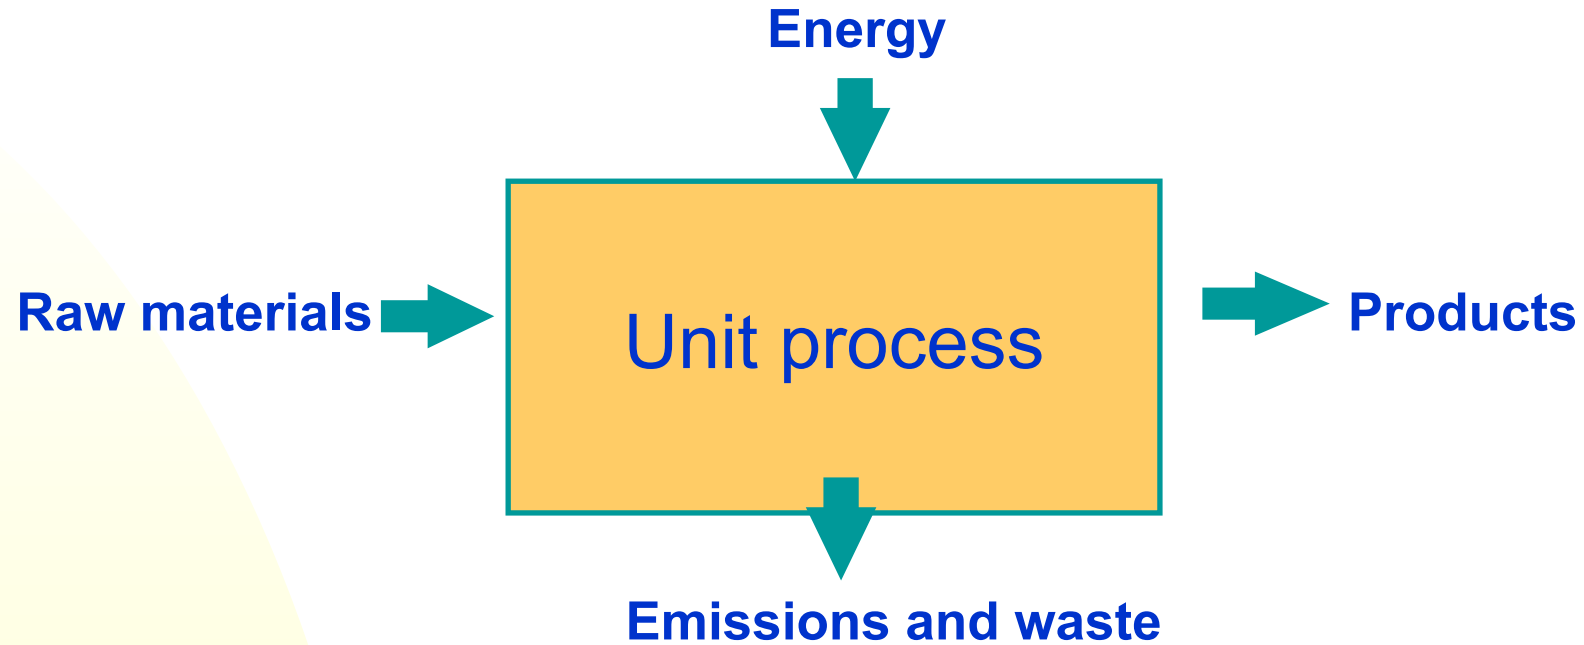 Energy
Raw materials
Unit process
Products
Emissions and waste